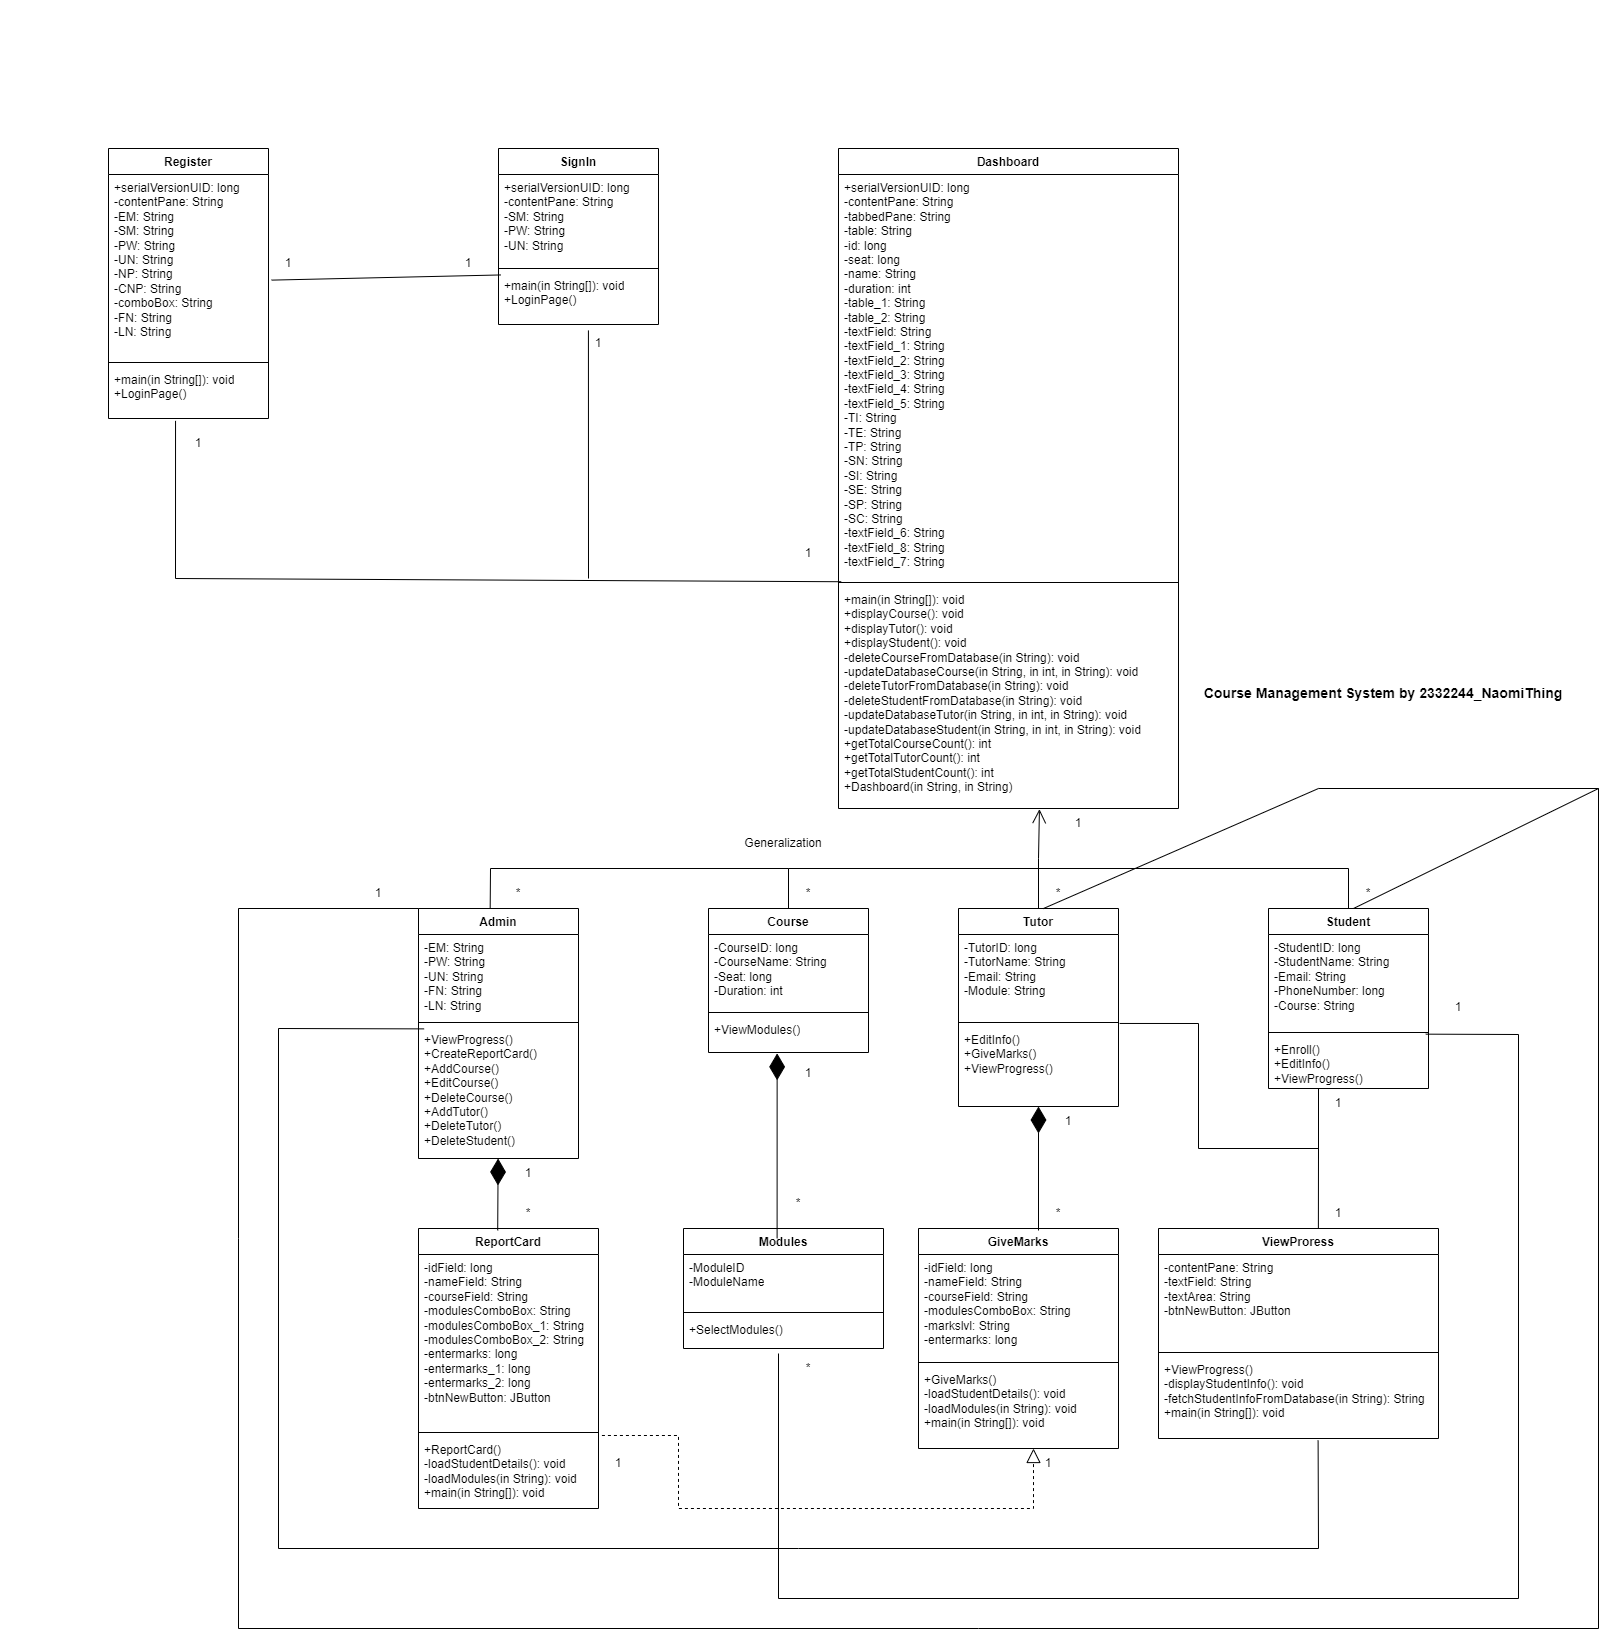 Register
+serialVersionUID: long
-contentPane: String
-EM: String
-SM: String
-PW: String
-UN: String
-NP: String
-CNP: String
-comboBox: String
-FN: String
-LN: String
+main(in String[]): void
+LoginPage()
1
1
1
SignIn
+serialVersionUID: long
-contentPane: String
-SM: String
-PW: String
-UN: String
+main(in String[]): void
+LoginPage()
1
1
Dashboard
+serialVersionUID: long
-contentPane: String
-tabbedPane: String
-table: String
-id: long
-seat: long
-name: String
-duration: int
-table_1: String
-table_2: String
-textField: String
-textField_1: String
-textField_2: String
-textField_3: String
-textField_4: String
-textField_5: String
-TI: String
-TE: String
-TP: String
-SN: String
-SI: String
-SE: String
-SP: String
-SC: String
-textField_6: String
-textField_8: String
-textField_7: String
+main(in String[]): void
+displayCourse(): void
+displayTutor(): void
+displayStudent(): void
-deleteCourseFromDatabase(in String): void
-updateDatabaseCourse(in String, in int, in String): void
-deleteTutorFromDatabase(in String): void
-deleteStudentFromDatabase(in String): void
-updateDatabaseTutor(in String, in int, in String): void
-updateDatabaseStudent(in String, in int, in String): void
+getTotalCourseCount(): int
+getTotalTutorCount(): int
+getTotalStudentCount(): int
+Dashboard(in String, in String)
Course Management System by 2332244_NaomiThing
1
Generalization
1
*
*
*
*
Admin
-EM: String
-PW: String
-UN: String
-FN: String
-LN: String
+ViewProgress()
+CreateReportCard()
+AddCourse()
+EditCourse()
+DeleteCourse()
+AddTutor()
+DeleteTutor()
+DeleteStudent()
1
*
Course
-CourseID: long
-CourseName: String
-Seat: long
-Duration: int
+ViewModules()
1
*
Tutor
-TutorID: long
-TutorName: String
-Email: String
-Module: String
+EditInfo()
+GiveMarks()
+ViewProgress()
1
*
Student
-StudentID: long
-StudentName: String
-Email: String
-PhoneNumber: long
-Course: String
+Enroll()
+EditInfo()
+ViewProgress()
1
1
1
ReportCard
-idField: long
-nameField: String
-courseField: String
-modulesComboBox: String
-modulesComboBox_1: String
-modulesComboBox_2: String
-entermarks: long
-entermarks_1: long
-entermarks_2: long
-btnNewButton: JButton
+ReportCard()
-loadStudentDetails(): void
-loadModules(in String): void
+main(in String[]): void
1
Modules
-ModuleID
-ModuleName
+SelectModules()
*
GiveMarks
-idField: long
-nameField: String
-courseField: String
-modulesComboBox: String
-markslvl: String
-entermarks: long
+GiveMarks()
-loadStudentDetails(): void
-loadModules(in String): void
+main(in String[]): void
1
ViewProress
-contentPane: String
-textField: String
-textArea: String
-btnNewButton: JButton
+ViewProgress()
-displayStudentInfo(): void
-fetchStudentInfoFromDatabase(in String): String
+main(in String[]): void